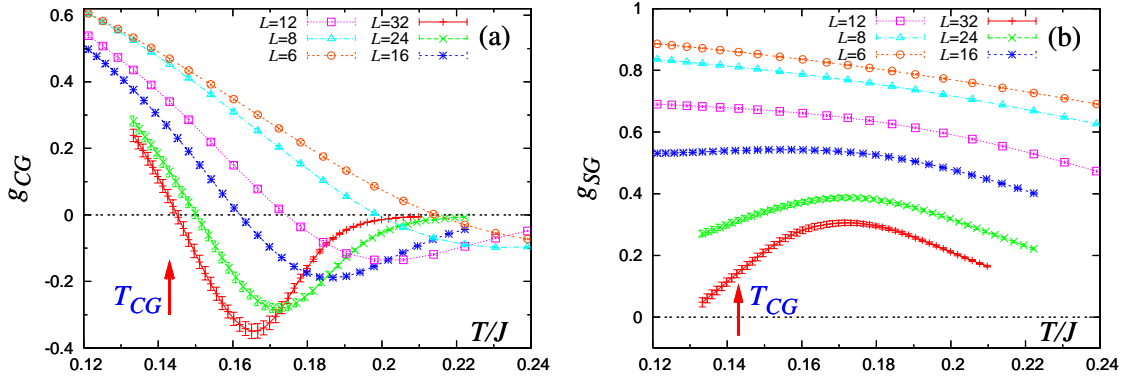 L=12 L=32
L=8 L=24
L=6 L=16
(a)
g_CG
0.6
0.4
0.2
0
-0.2
-0.4
T_CG
T/J
0.12 0.14 0.16 0.18 0.20 0.22 0.24
L=12 L=32
L=8 L=24
L=6 L=16
(b)
g_SG
1
0.8
0.6
0.4
0.2
0
T_CG
T/J
0.12 0.14 0.16 0.18 0.2 0.22 0.24